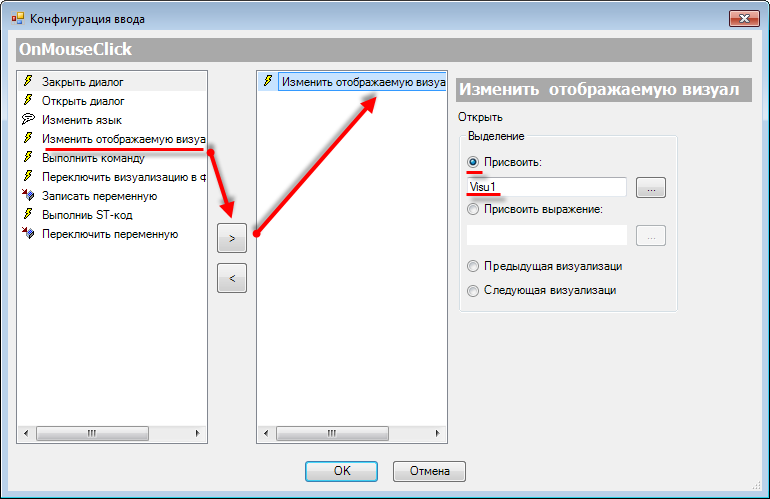 Конфигурация ввода
OnMouseClick
Закрыть диалог
Открыть диалог
Изменить язык
Изменить отображаемую визуа
Выполнить команду
Переключить визуализацию в ф
Записать переменную
Выполнить ST-код
Переключить переменную
>
<
Изменить отображаемую визуа
Изменить отображаемую визуал
Открыть
Выделение
Присвоить:
Visu1
...
Присвоить выражение:
...
Предыдущая визуализаци
Следующая визуализаци
OK
Отмена